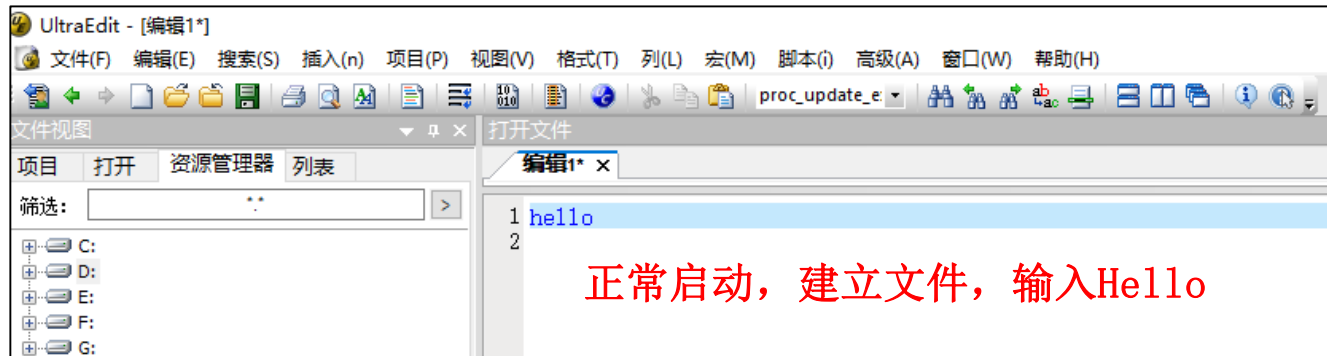 UltraEdit - [编辑1*]
文件(F) 编辑(E) 搜索(S) 插入(n) 项目(P) 视图(V) 格式(T) 列(L) 宏(M) 脚本(i) 高级(A) 窗口(W) 帮助(H)
proc_update_e
文件视图
打开文件
项目 打开 资源管理器 列表
编辑1* ×
筛选: *.* >
1 hello
2
C:
D:
正常启动，建立文件，输入Hello
E:
F:
G: